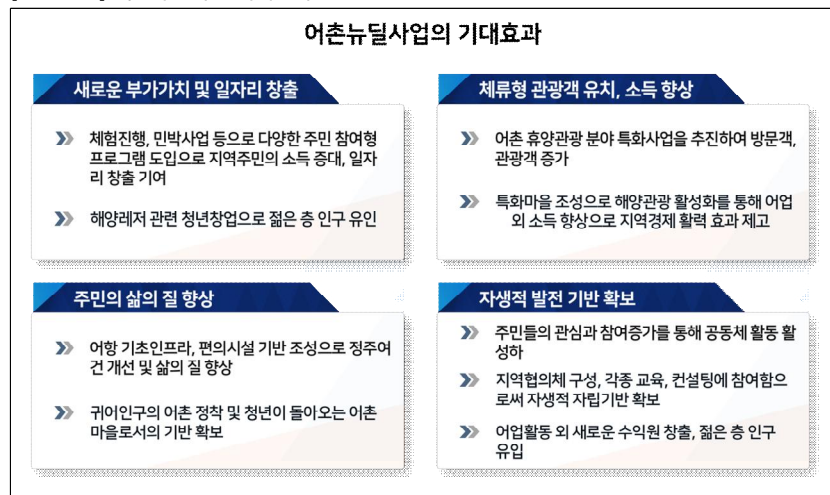 어촌뉴딜사업의 기대효과
새로운 부가가치 및 일자리 창출
체험진행, 민박사업 등으로 다양한 주민 참여형
프로그램 도입으로 지역주민의 소득 증대, 일자
리 창출 기여
해양레저 관련 청년창업으로 젊은 층 인구 유인
체류형 관광객 유치, 소득 향상
어촌 휴양관광 분야 특화사업을 추진하여 방문객,
관광객 증가
특화마을 조성으로 해양관광 활성화를 통해 어업
외 소득 향상으로 지역경제 활력 효과 제고
주민의 삶의 질 향상
어항 기초인프라, 편의시설 기반 조성으로 정주여
건 개선 및 삶의 질 향상
귀어인구의 어촌 정착 및 청년이 돌아오는 어촌
마을로서의 기반 확보
자생적 발전 기반 확보
주민들의 관심과 참여증가를 통해 공동체 활동 활
성하
지역협의체 구성, 각종 교육, 컨설팅에 참여함으
로써 자생적 자립기반 확보
어업활동 외 새로운 수익원 창출, 젊은 층 인구
유입